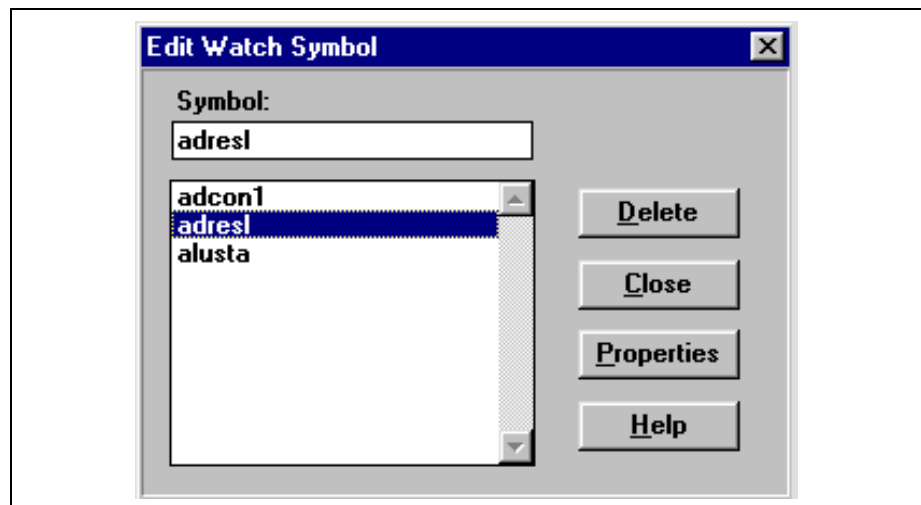 Edit Watch Symbol
Symbol:
adresl
adcon1
adresl
alusta
Delete
Close
Properties
Help